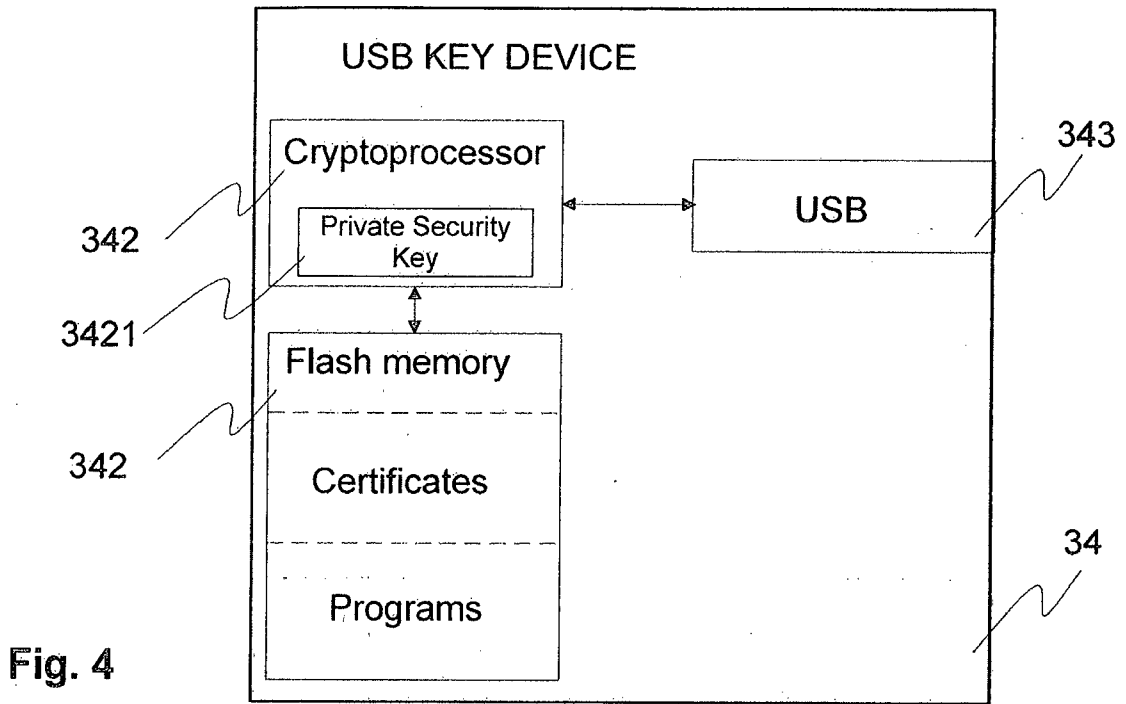 USB KEY DEVICE
Cryptoprocessor
343
USB
342
Private Security
Key
3421
Flash memory
342
Certificates
34
Programs
Fig. 4